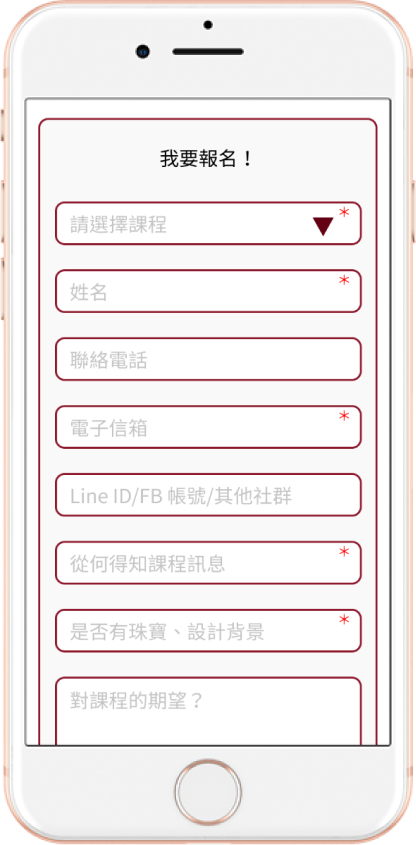 我要報名！
請選擇課程 *
姓名 *
聯絡電話
電子信箱 *
Line ID/FB 帳號/其他社群
從何得知課程訊息 *
是否有珠寶、設計背景 *
對課程的期望？